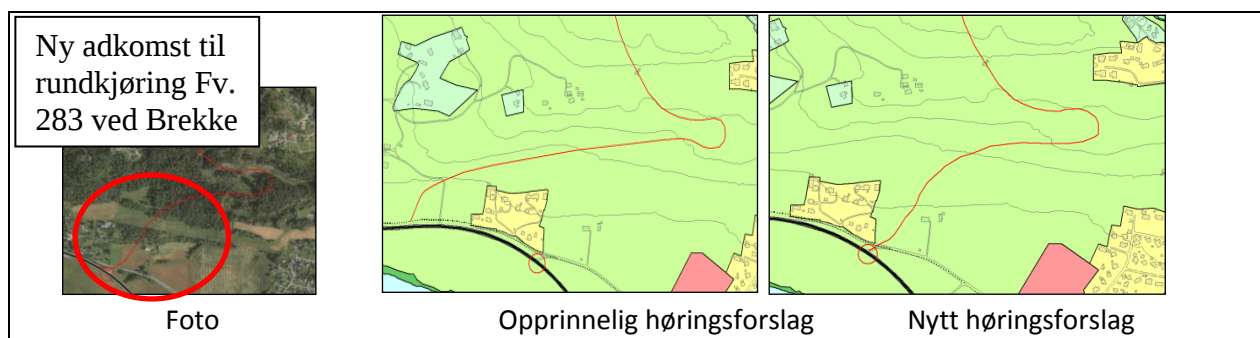 Ny adkomst til
rundkjøring Fv.
283 ved Brekke
Foto
Opprinnelig høringsforslag
Nytt høringsforslag